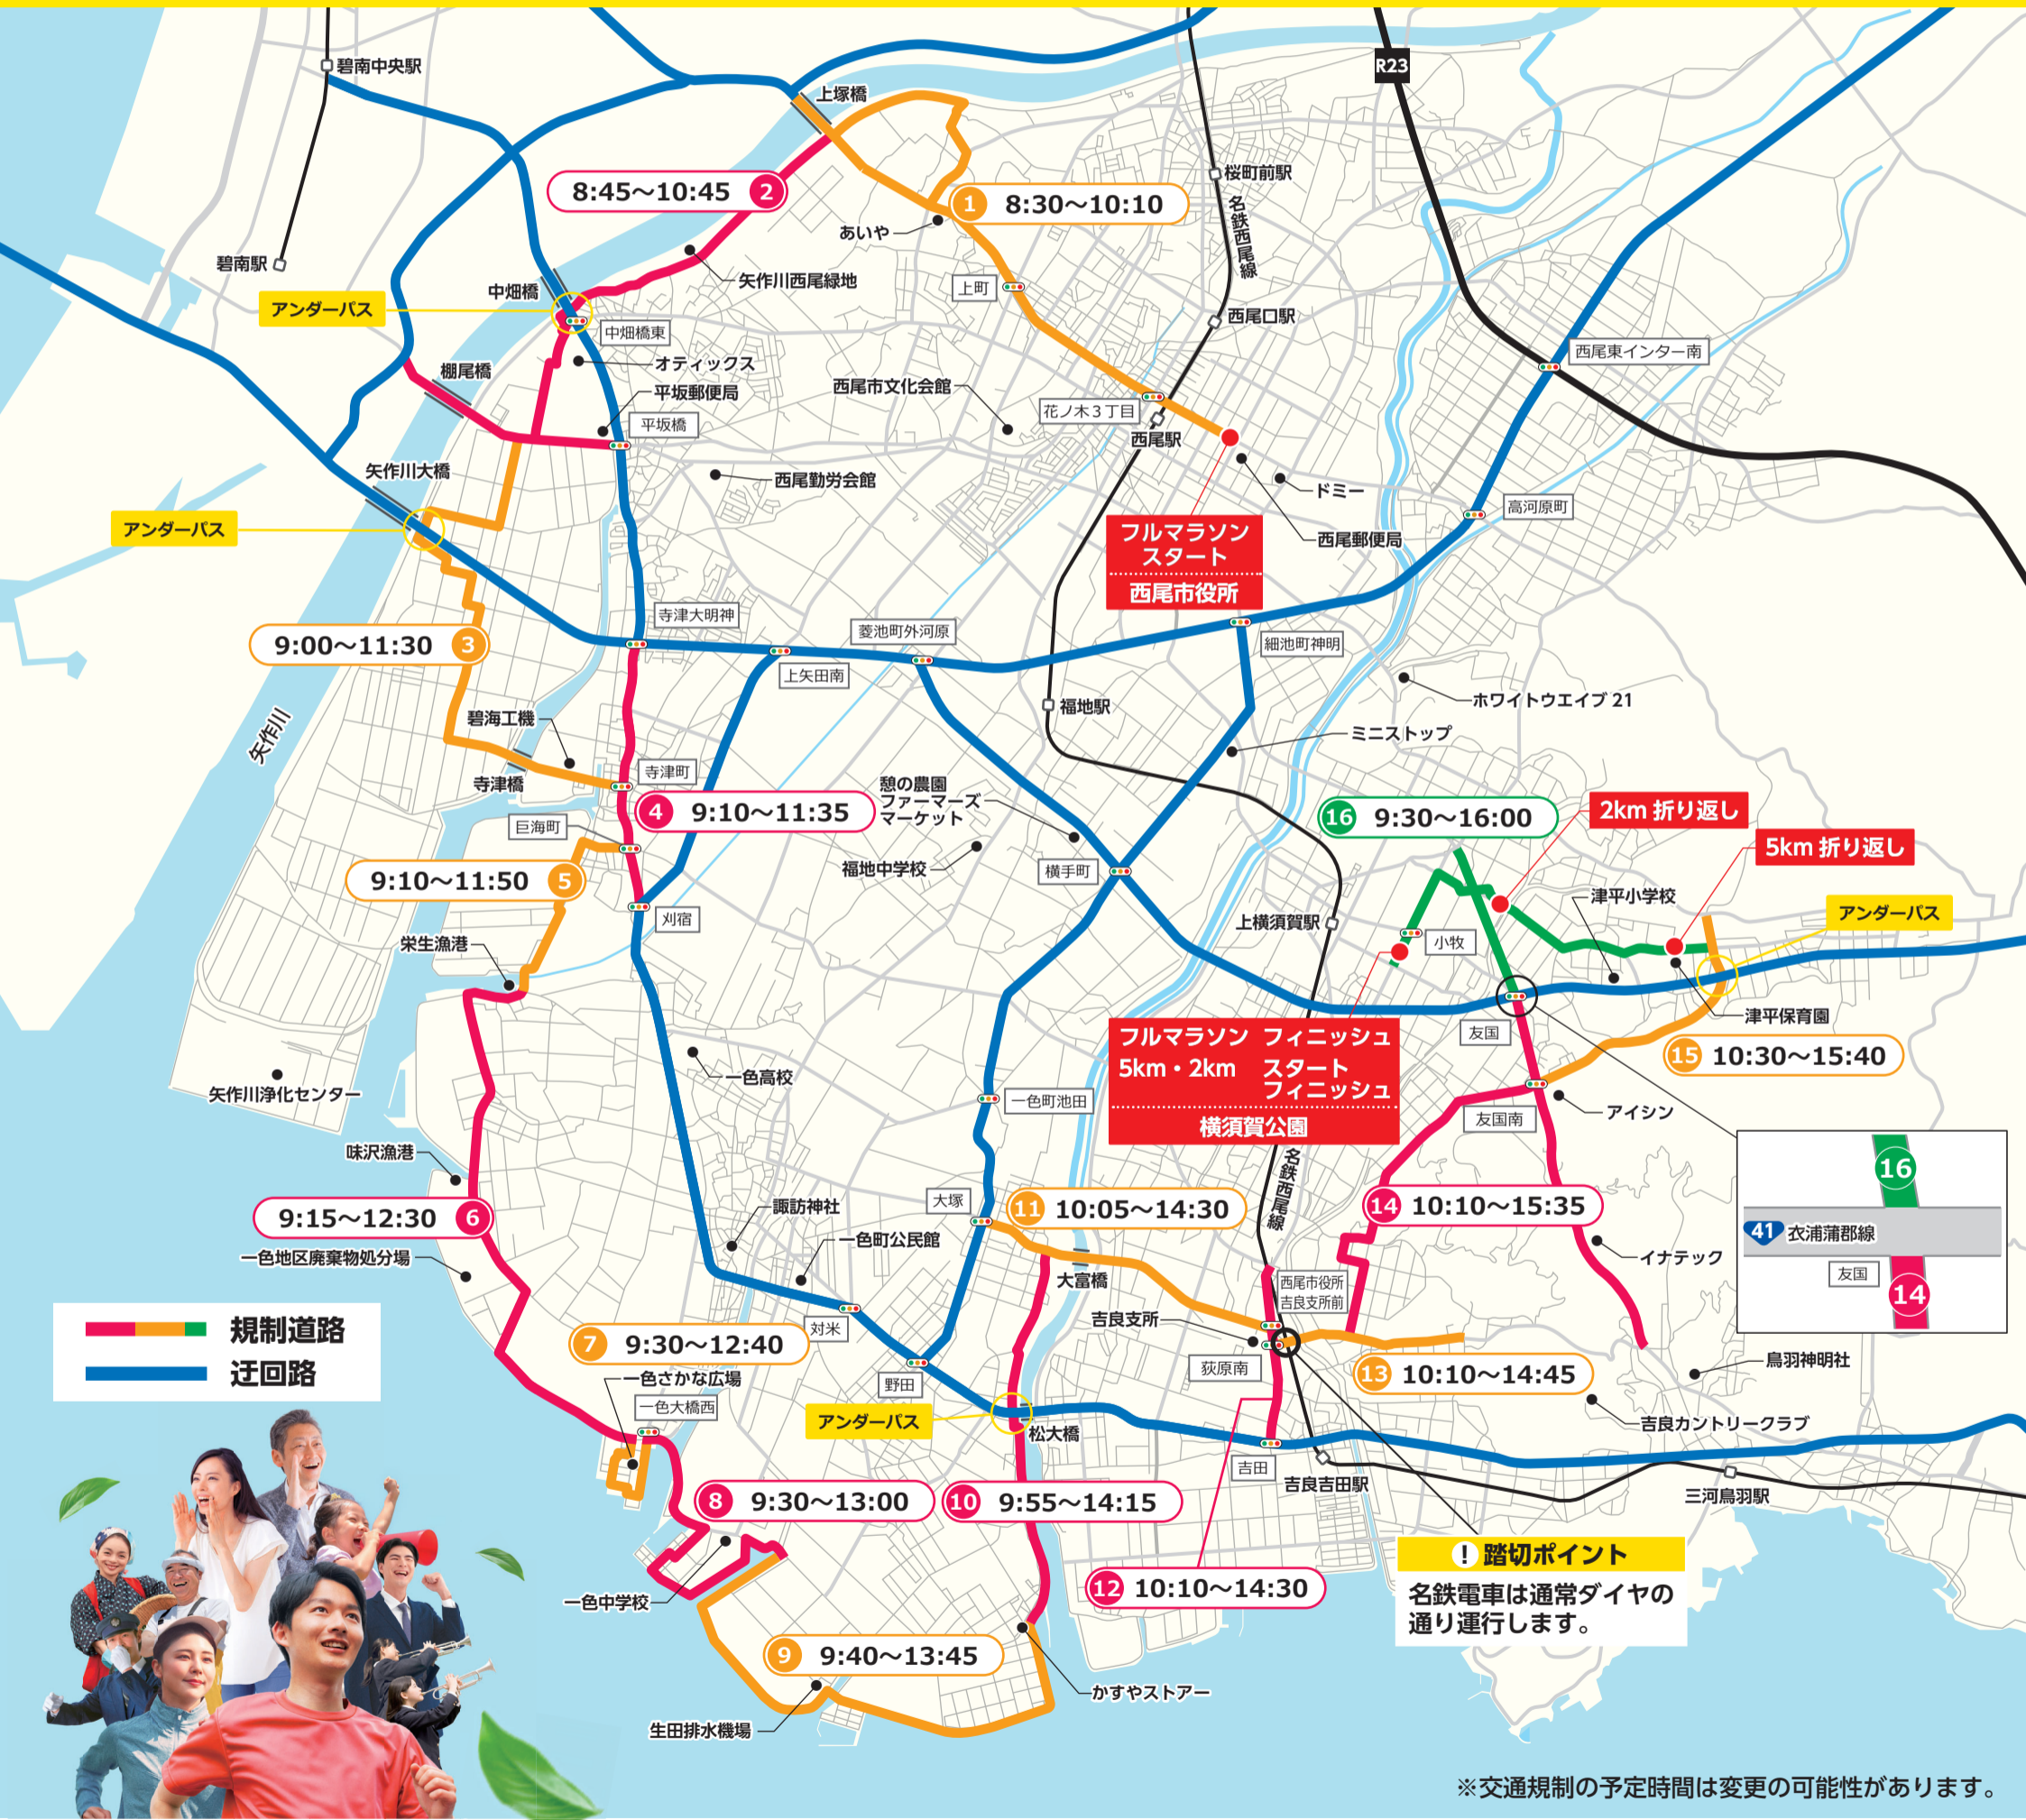 R23
碧南中央駅
上塚橋
8:45～10:45 2
1 8:30～10:10
桜町前駅
名鉄西尾線
あいや
碧南駅
矢作川西尾緑地
上町
中畑橋
アンダーパス
中畑橋東
西尾口駅
西尾東インター南
オティックス
棚尾橋
平坂郵便局
西尾市文化会館
花ノ木3丁目
平坂橋
西尾駅
矢作川大橋
西尾勤労会館
ドミー
高河原町
アンダーパス
フルマラソン
スタート
西尾市役所
西尾郵便局
寺津大明神
菱池町外河原
9:00～11:30 3
細池町神明
上矢田南
ホワイトウエイブ 21
福地駅
碧海工機
ミニストップ
矢作川
寺津町
寺津橋
憩の農園
ファーマーズ
マーケット
4 9:10～11:35
16 9:30～16:00
2km 折り返し
巨海町
5km 折り返し
福地中学校
横手町
9:10～11:50 5
津平小学校
アンダーパス
刈宿
上横須賀駅
小牧
栄生漁港
津平保育園
友国
フルマラソン フィニッシュ
5km・2km スタート
フィニッシュ
横須賀公園
15 10:30～15:40
一色高校
矢作川浄化センター
一色町池田
友国南
アイシン
味沢漁港
名鉄西尾線
16
大塚
諏訪神社
11 10:05～14:30
14 10:10～15:35
9:15～12:30 6
41 衣浦蒲郡線
一色町公民館
イナテック
一色地区廃棄物処分場
大富橋
友国
西尾市役所
吉良支所前
14
吉良支所
規制道路
対米
7 9:30～12:40
鳥羽神明社
迂回路
荻原南
13 10:10～14:45
一色さかな広場
野田
一色大橋西
アンダーパス
吉良カントリークラブ
松大橋
吉田
吉良吉田駅
三河鳥羽駅
8 9:30～13:00
10 9:55～14:15
! 踏切ポイント
名鉄電車は通常ダイヤの
通り運行します。
12 10:10～14:30
一色中学校
9 9:40～13:45
かすやストアー
生田排水機場
※交通規制の予定時間は変更の可能性があります。